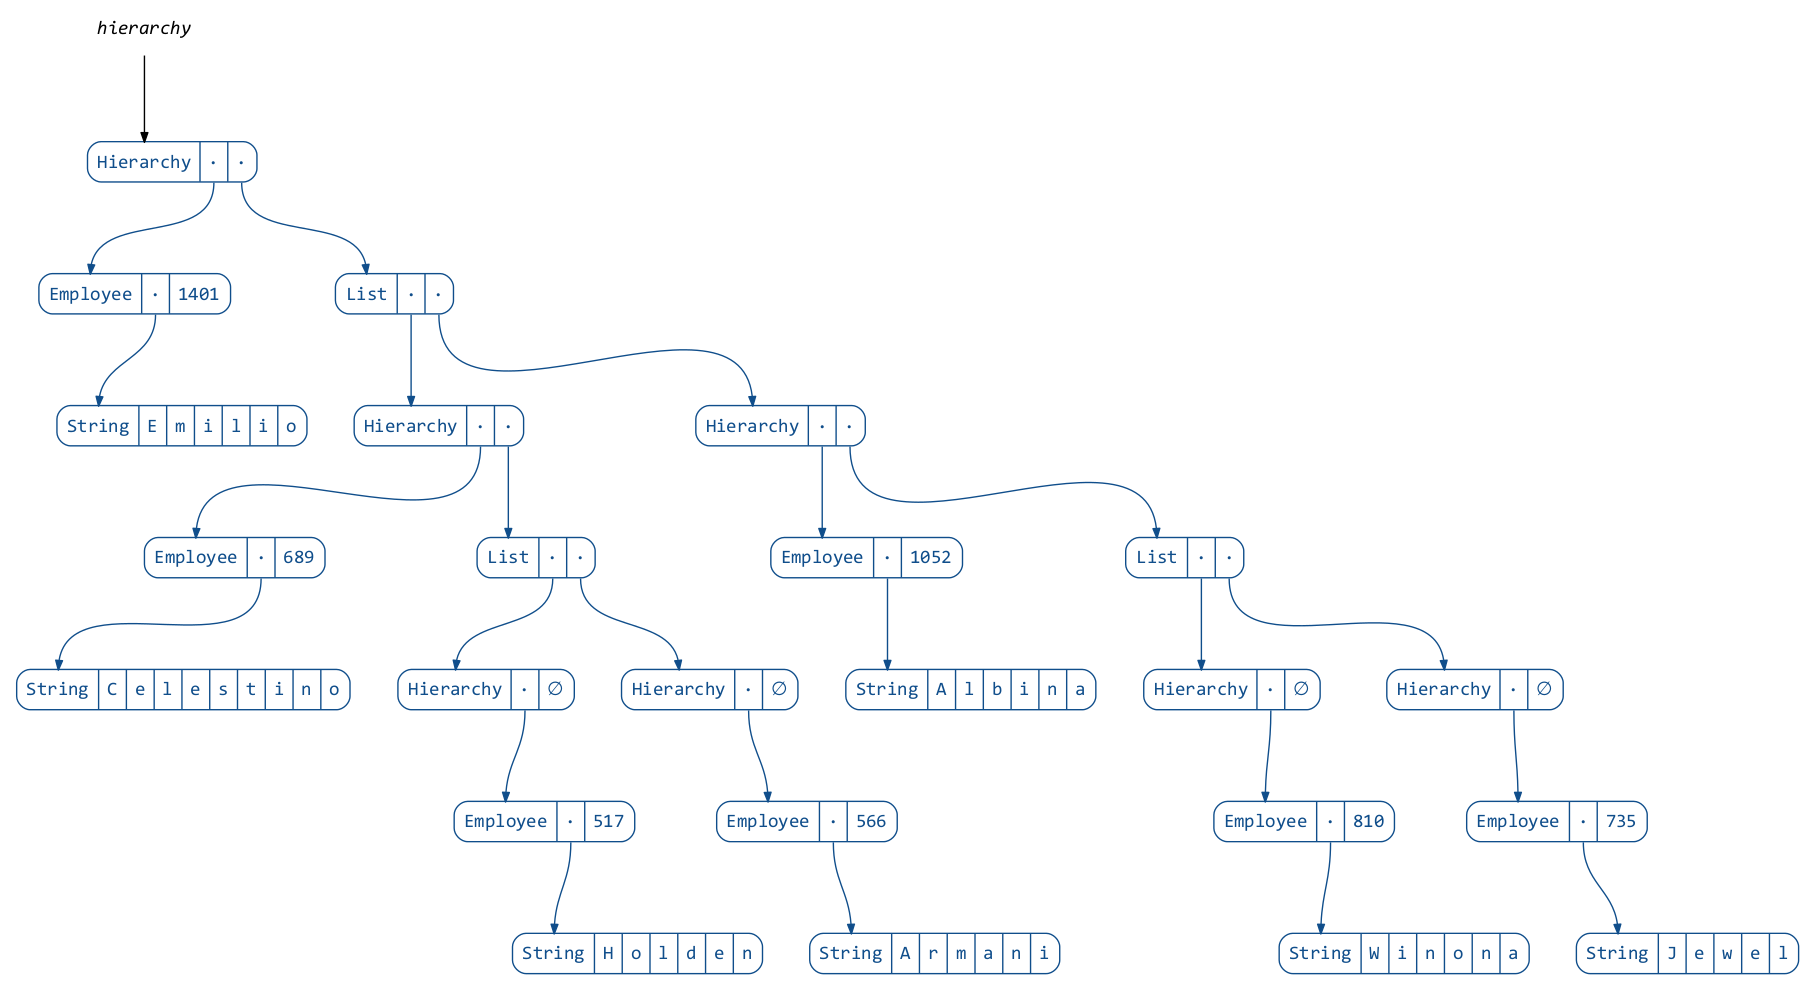 hierarchy
Hierarchy · ·
Employee · 1401
List · ·
String E m i l i o
Hierarchy · ·
Hierarchy · ·
Employee · 689
List · ·
Employee · 1052
List · ·
String C e l e s t i n o
Hierarchy · ∅
Hierarchy · ∅
String A l b i n a
Hierarchy · ∅
Hierarchy · ∅
Employee · 517
Employee · 566
Employee · 810
Employee · 735
String H o l d e n
String A r m a n i
String W i n o n a
String J e w e l